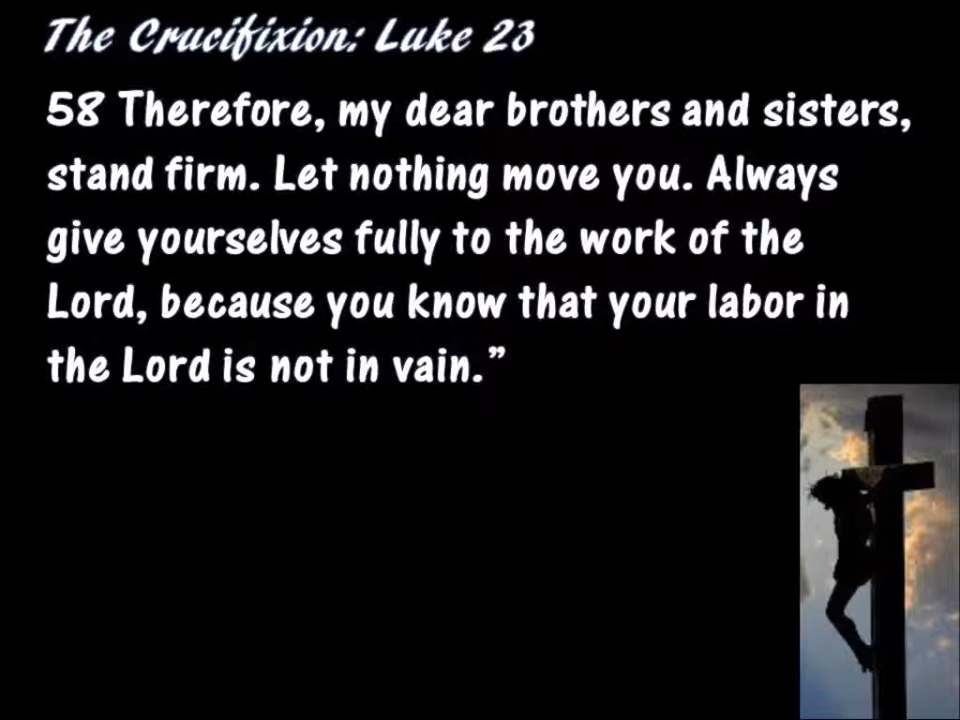 The Crucifixion: Luke 23
58 Therefore, my dear brothers and sisters,
stand firm. Let nothing move you. Always
give yourselves fully to the work of the
Lord, because you know that your labor in
the Lord is not in vain.”